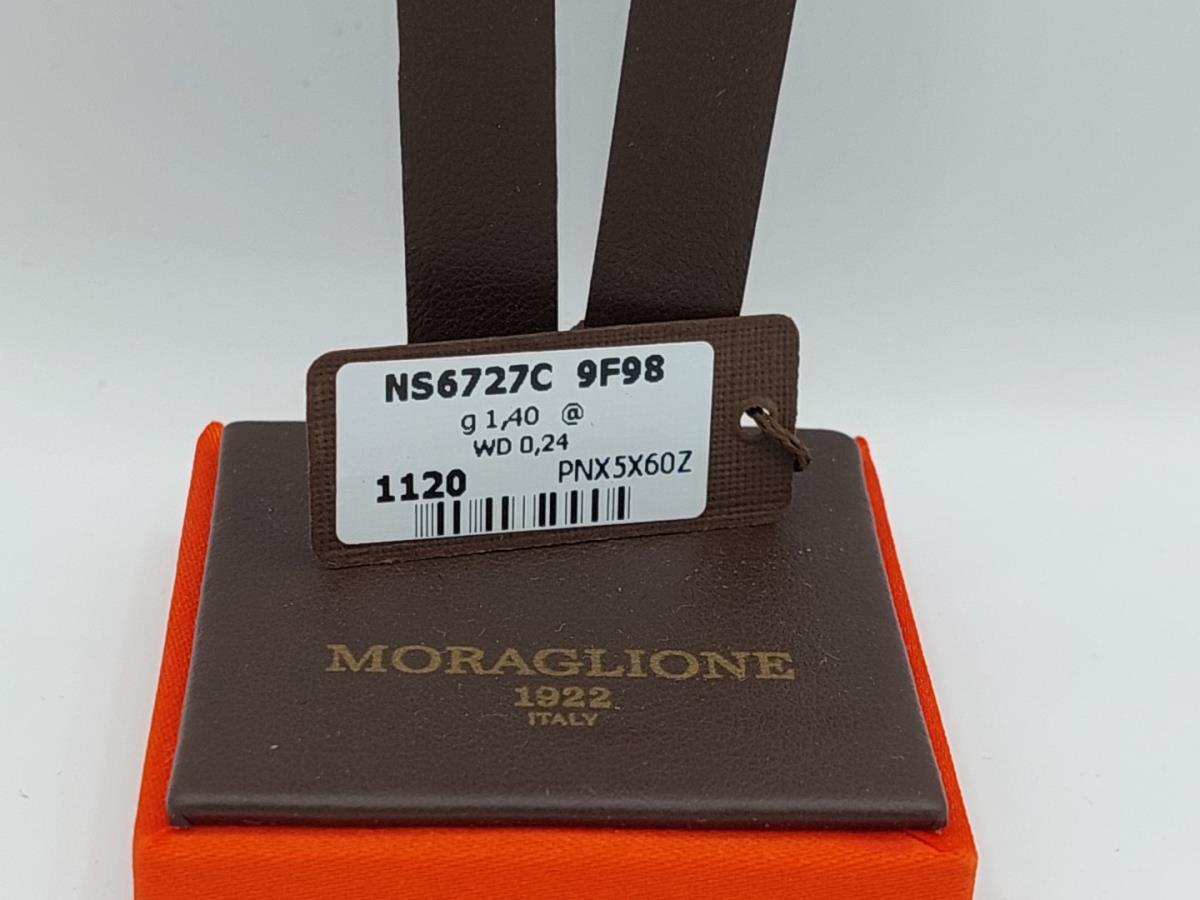 NS6727C 9F98
g 1,40 @
WD 0,24
1120 PNX5X60Z
MORAGLIONE
1922
ITALY